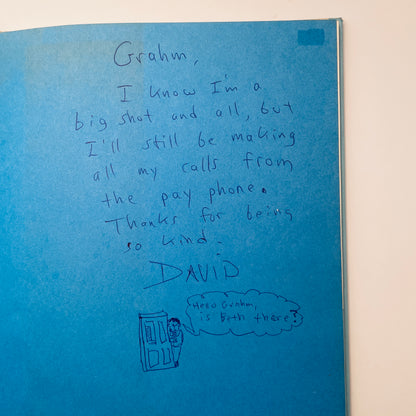 Grahm,
I know I'm a
big shot and all, but
I'll still be making
all my calls from
the pay phone.
Thanks for being
so kind.
DAVID
Hello Grahm,
is Beth there?